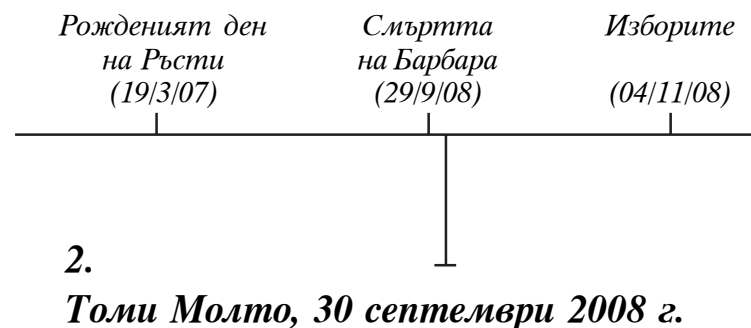 Рожденият ден
на Ръсти
(19/3/07)
Смъртта
на Барбара
(29/9/08)
Изборите
(04/11/08)
2.
Томи Молто, 30 септември 2008 г.